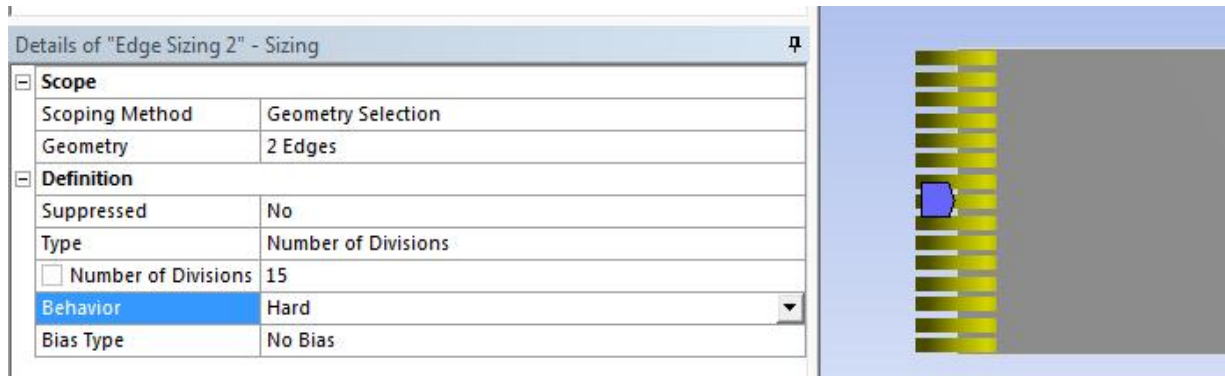 Details of "Edge Sizing 2" - Sizing
Scope
Scoping Method Geometry Selection
Geometry 2 Edges
Definition
Suppressed No
Type Number of Divisions
Number of Divisions 15
Behavior Hard
Bias Type No Bias